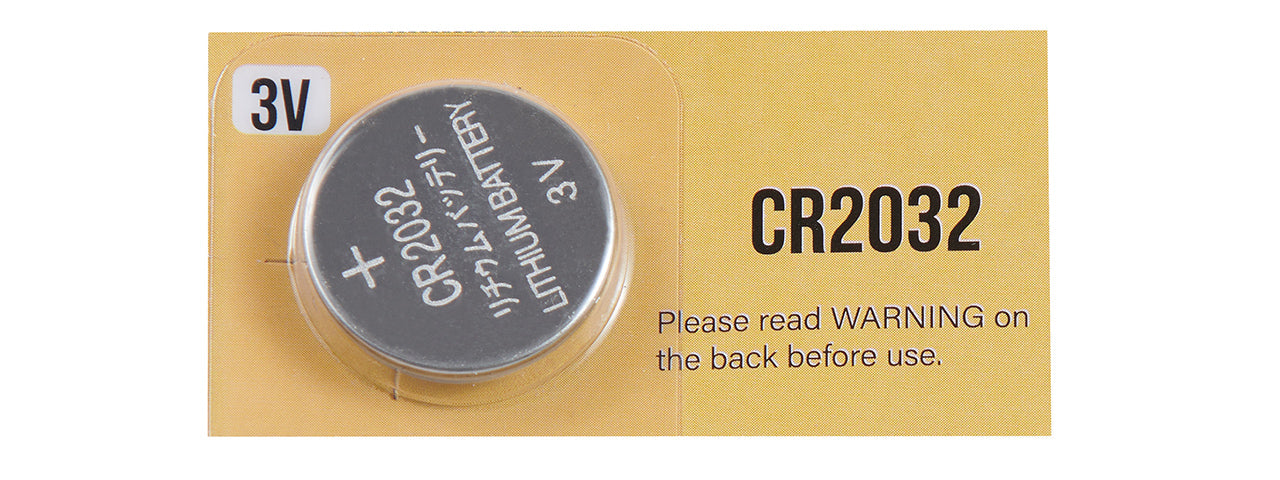 3V
+
CR2032
リチウムバッテリー
LITHIUM BATTERY
3V
CR2032
Please read WARNING on
the back before use.